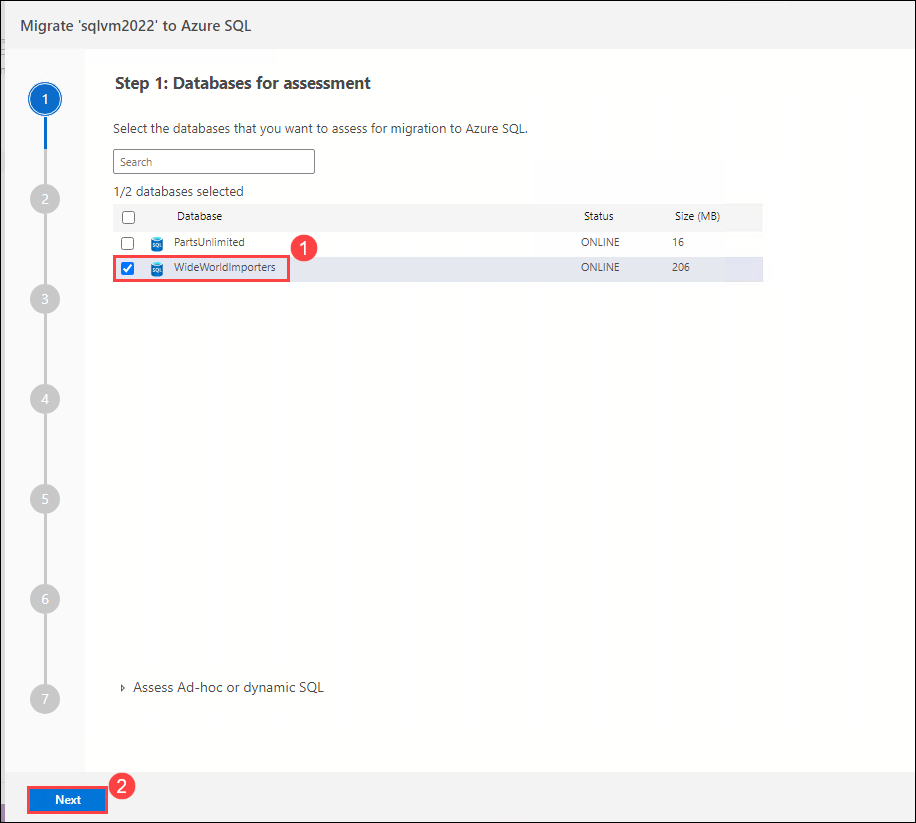 Migrate 'sqlvm2022' to Azure SQL
1
Step 1: Databases for assessment
Select the databases that you want to assess for migration to Azure SQL.
Search
1/2 databases selected
2
Database Status Size (MB)
SQL PartsUnlimited ONLINE 16
1
SQL WideWorldImporters ONLINE 206
3
4
5
6
Assess Ad-hoc or dynamic SQL
7
2
Next